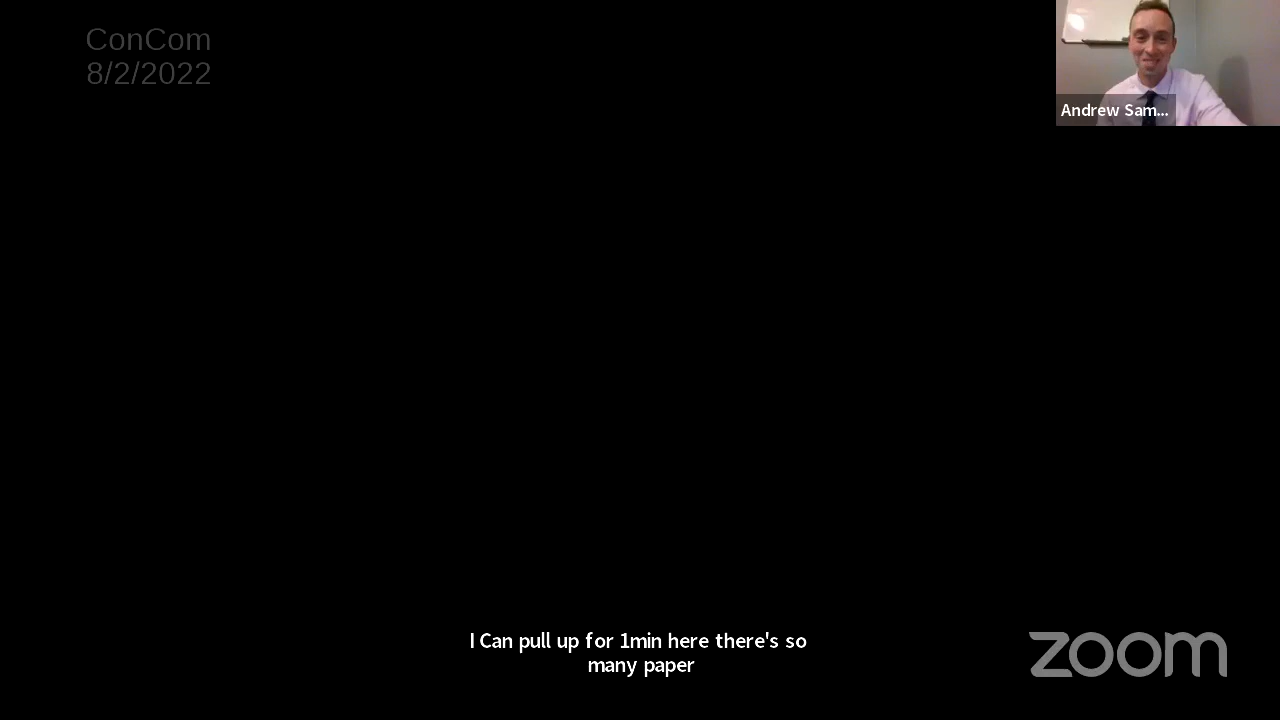 ConCom
8/2/2022
Andrew Sam...
I Can pull up for 1min here there's so
many paper
zoom